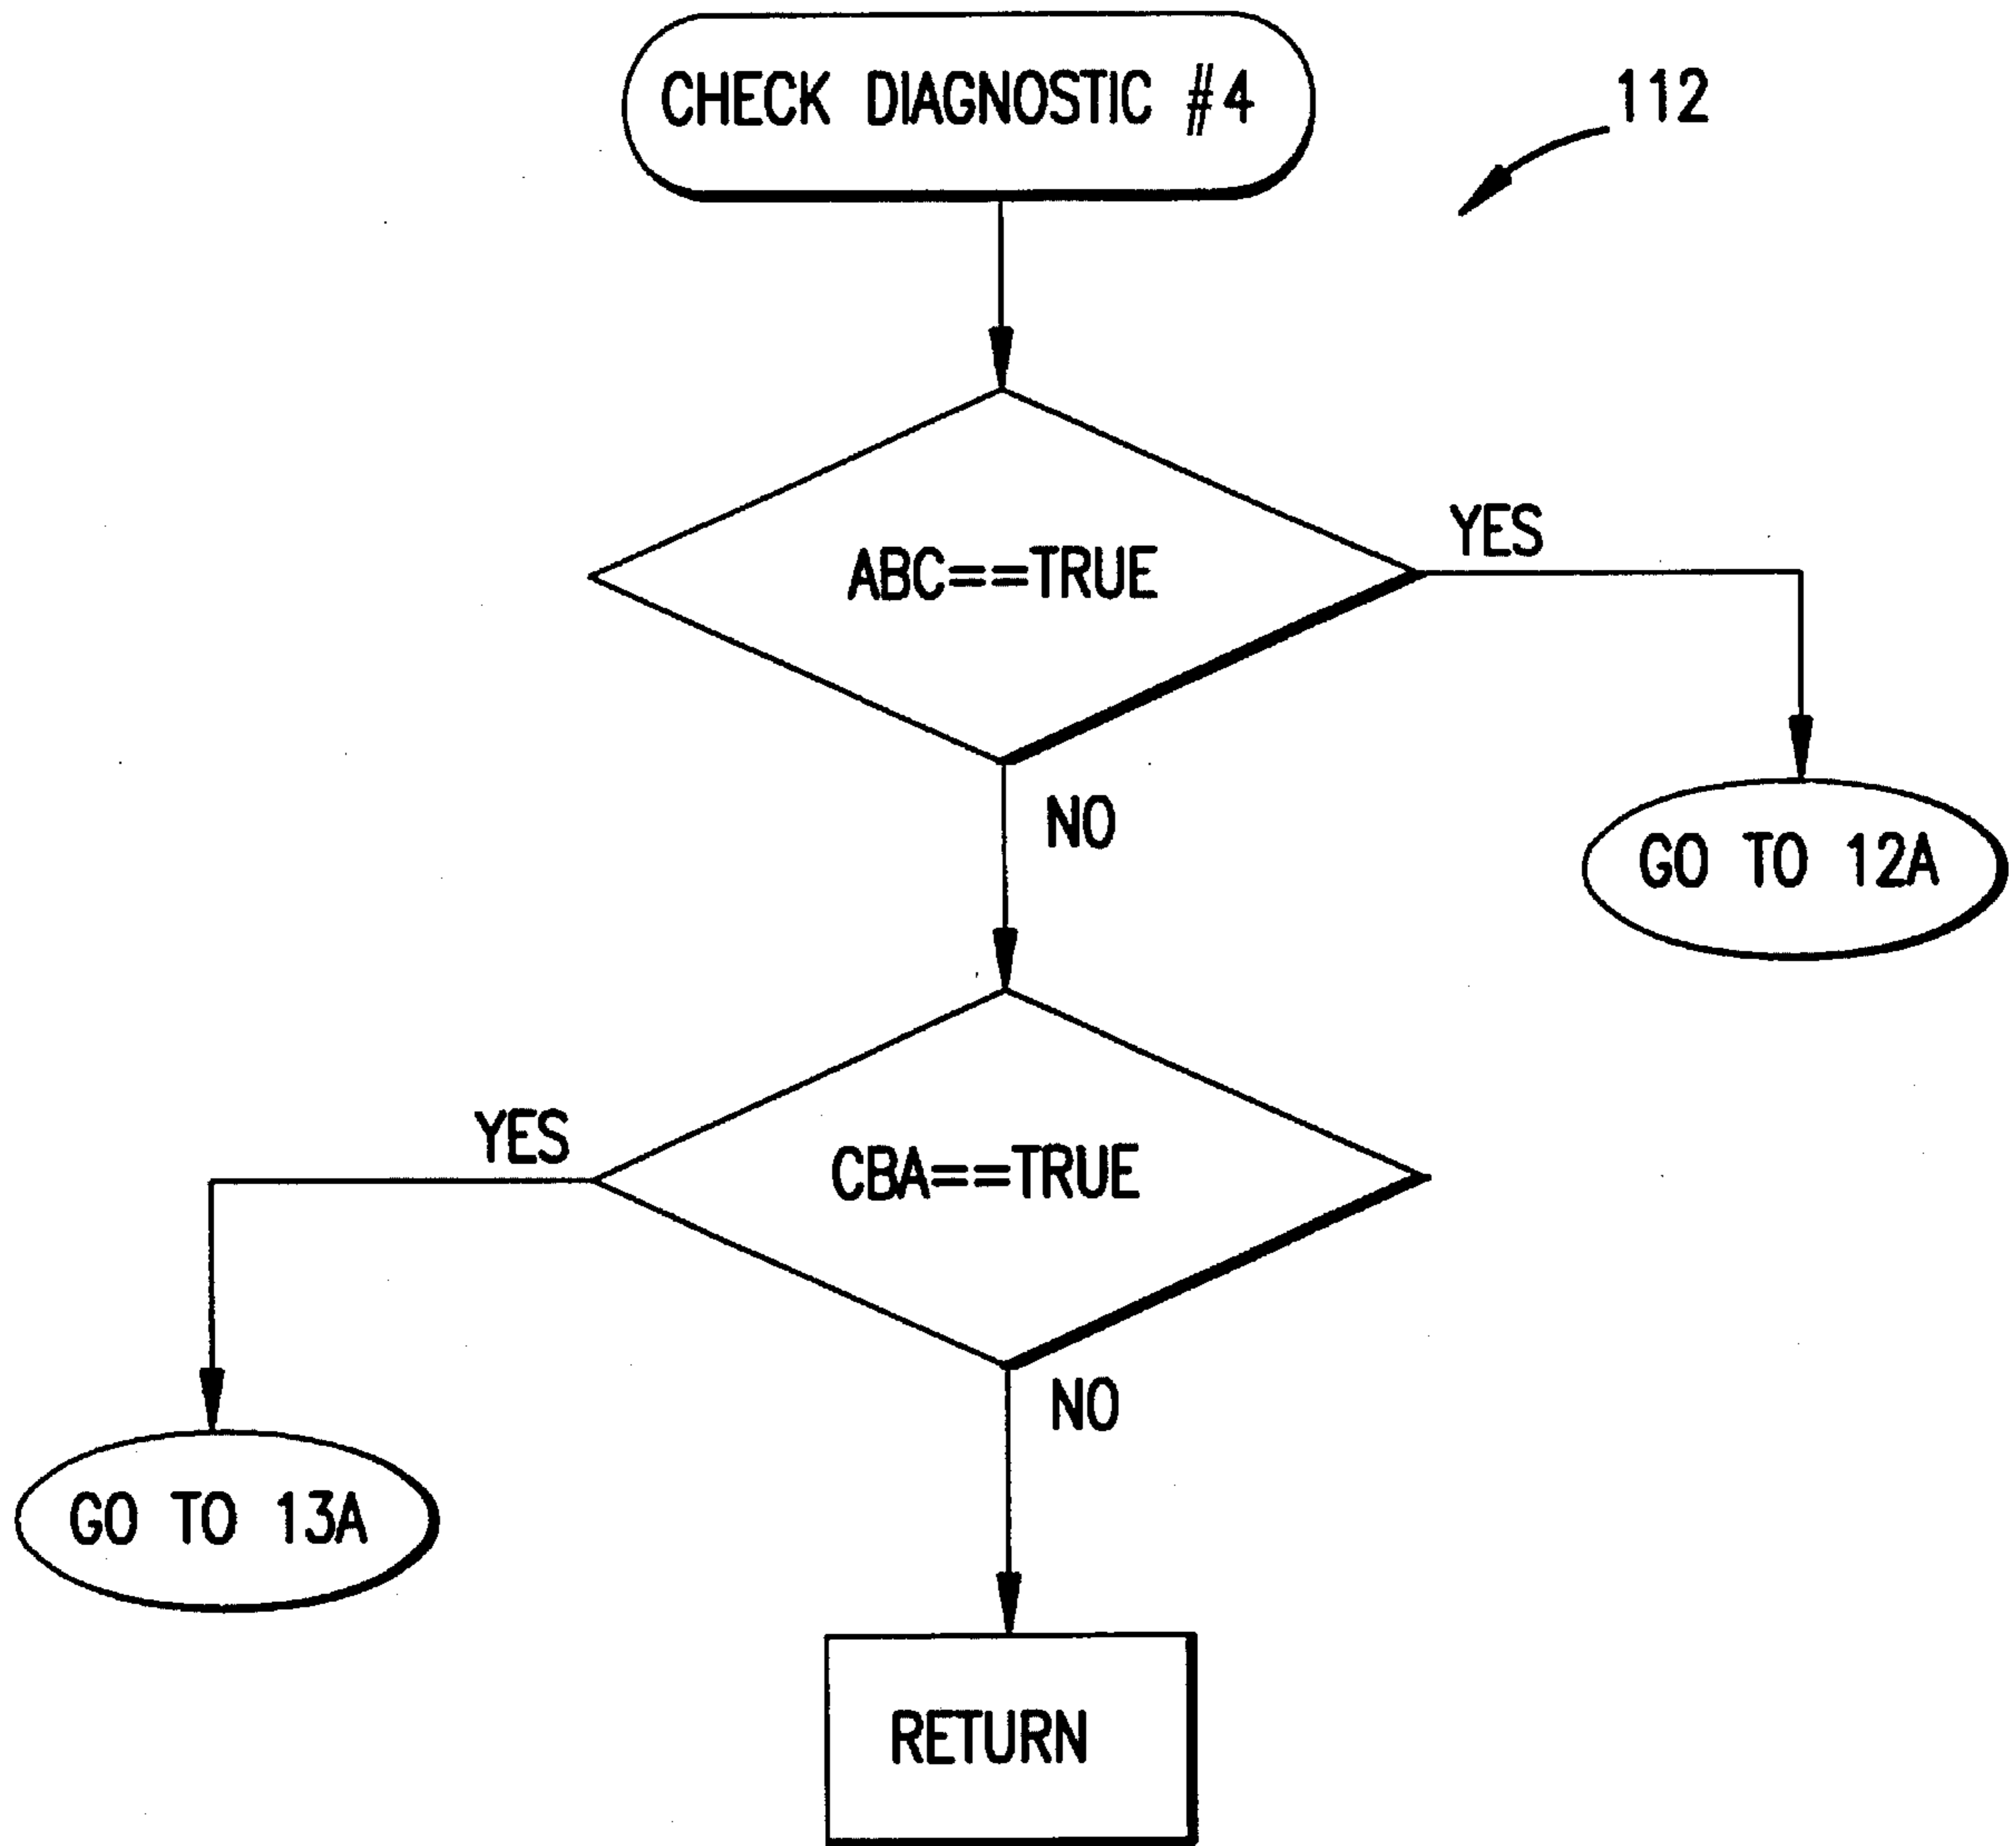 CHECK DIAGNOSTIC #4
112
ABC==TRUE
YES
NO
GO TO 12A
YES
CBA==TRUE
NO
GO TO 13A
RETURN